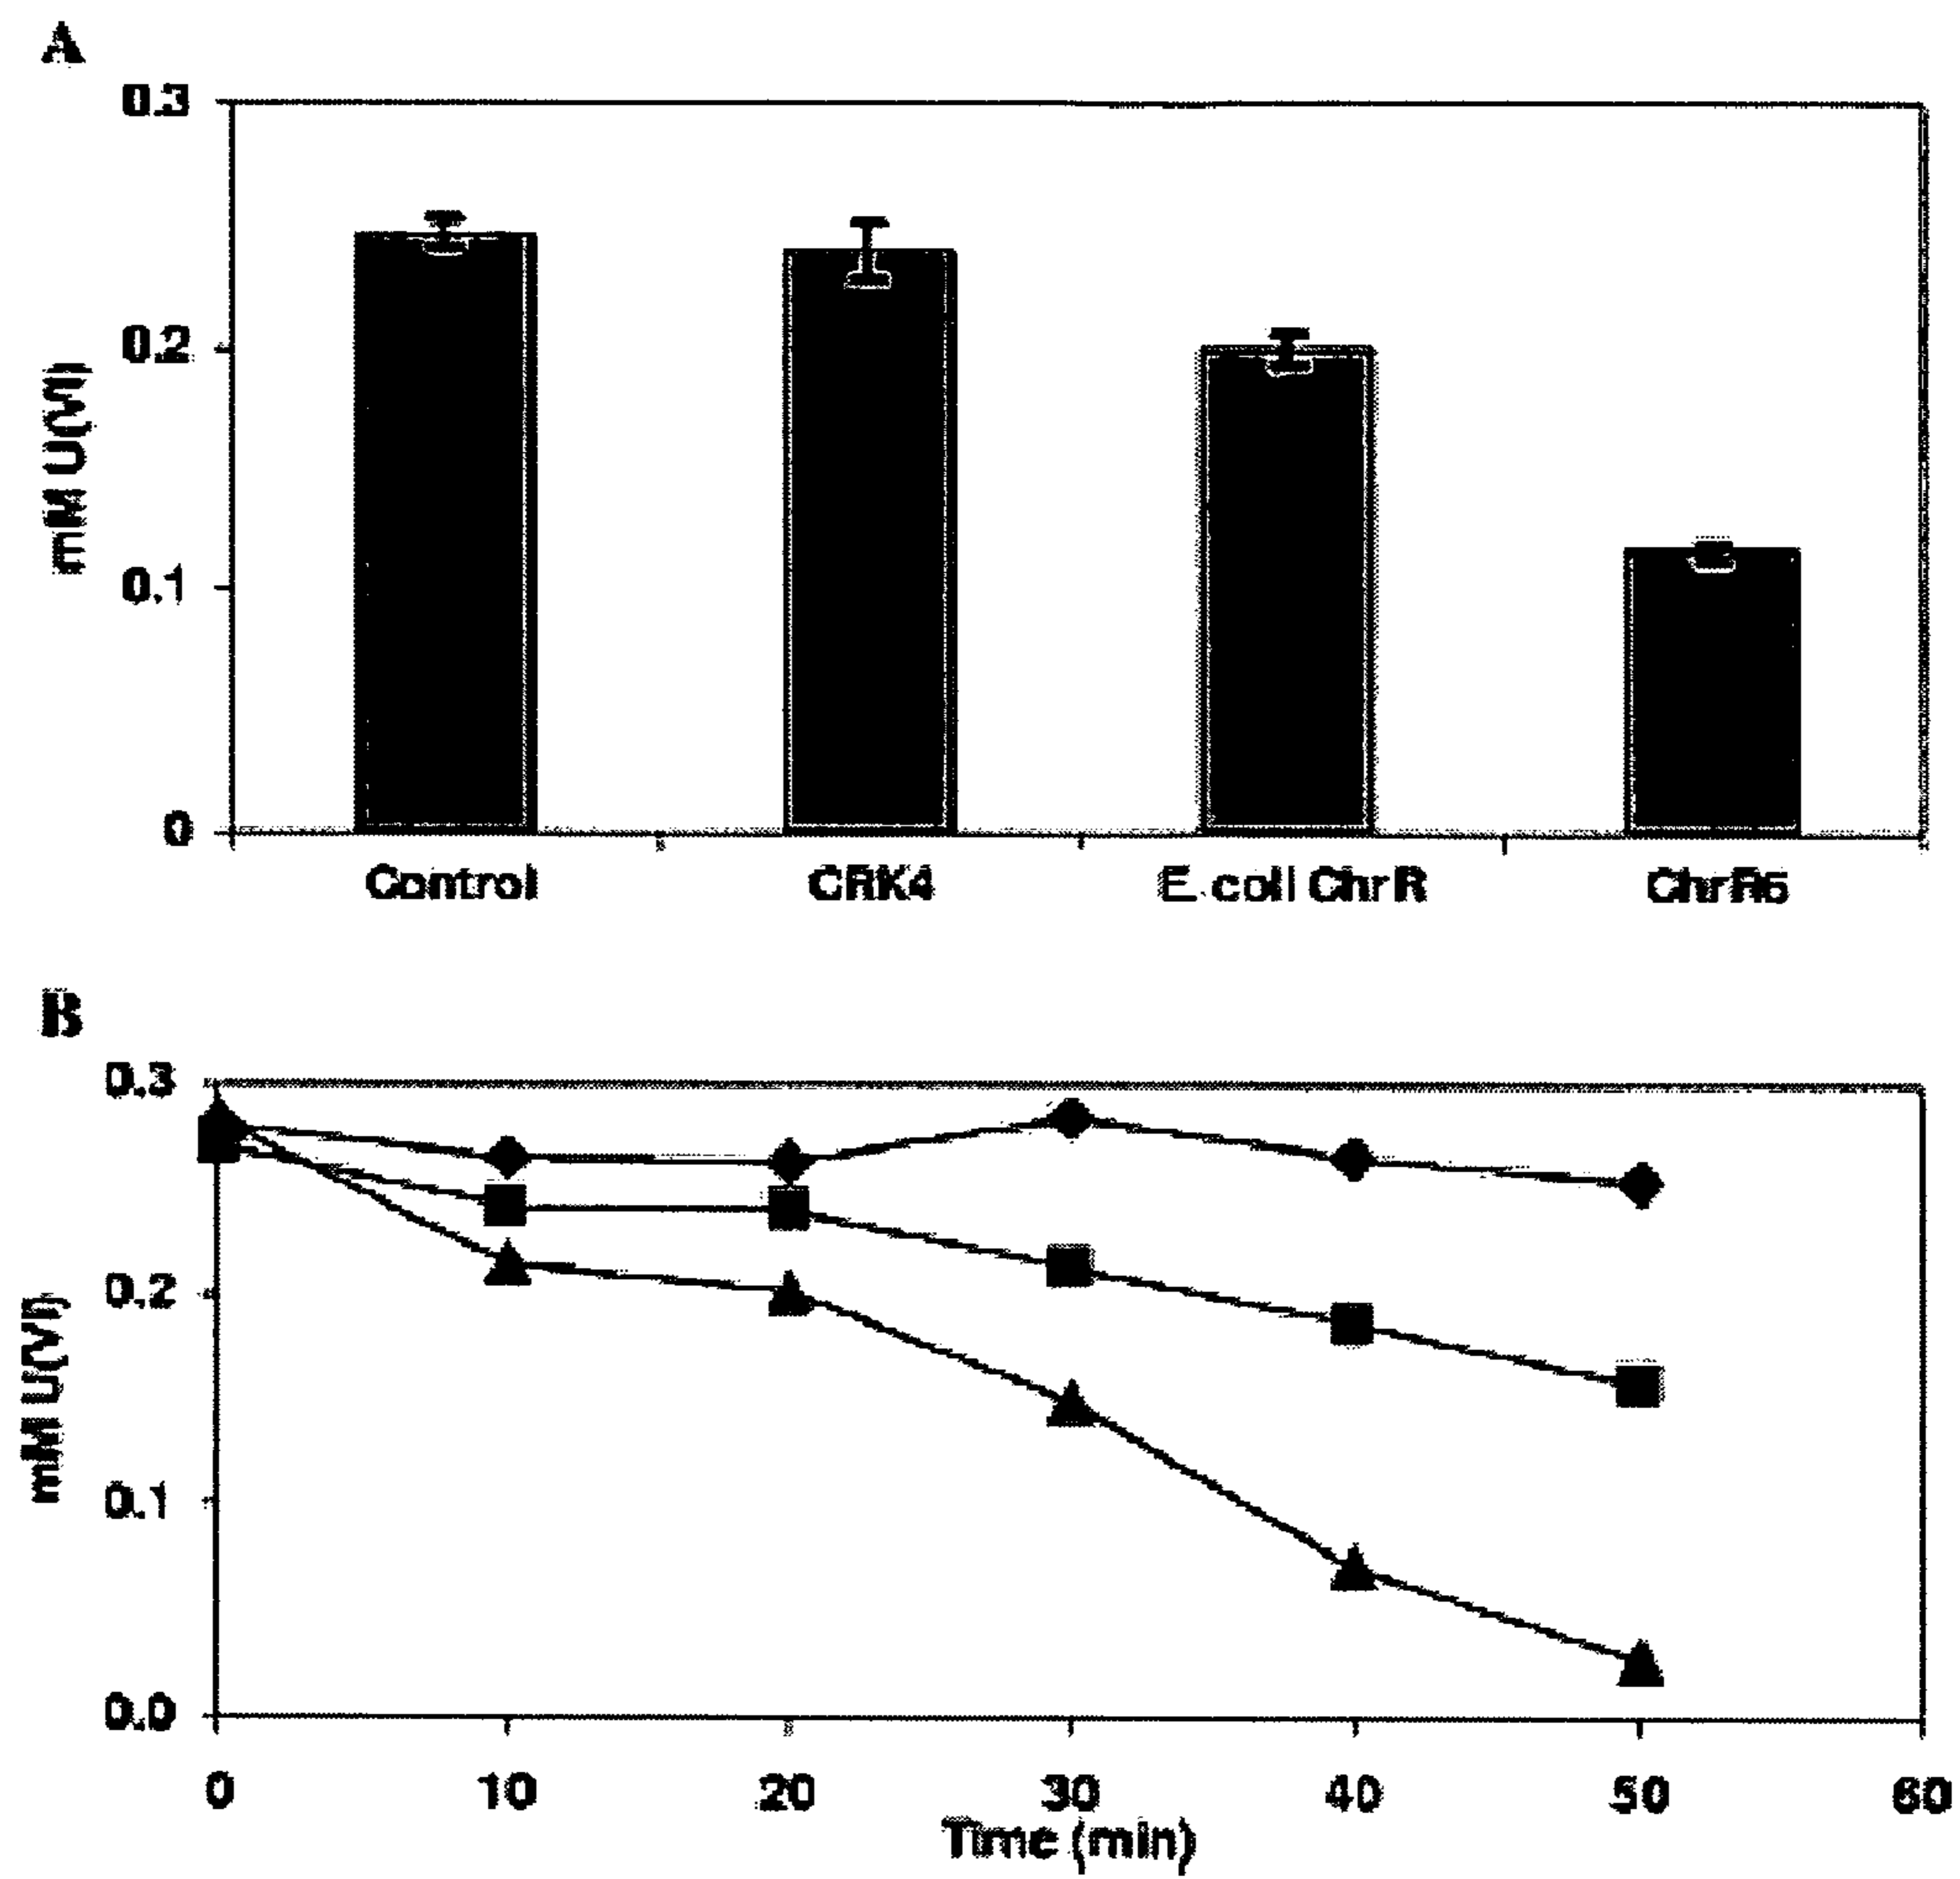 A
0.3
0.2
0.1
0
mM U(VI)
Control
CRK4
E. coli ChrR
ChrR6
B
0.3
0.2
0.1
0.0
mM U(VI)
0 10 20 30 40 50 60
Time (min)